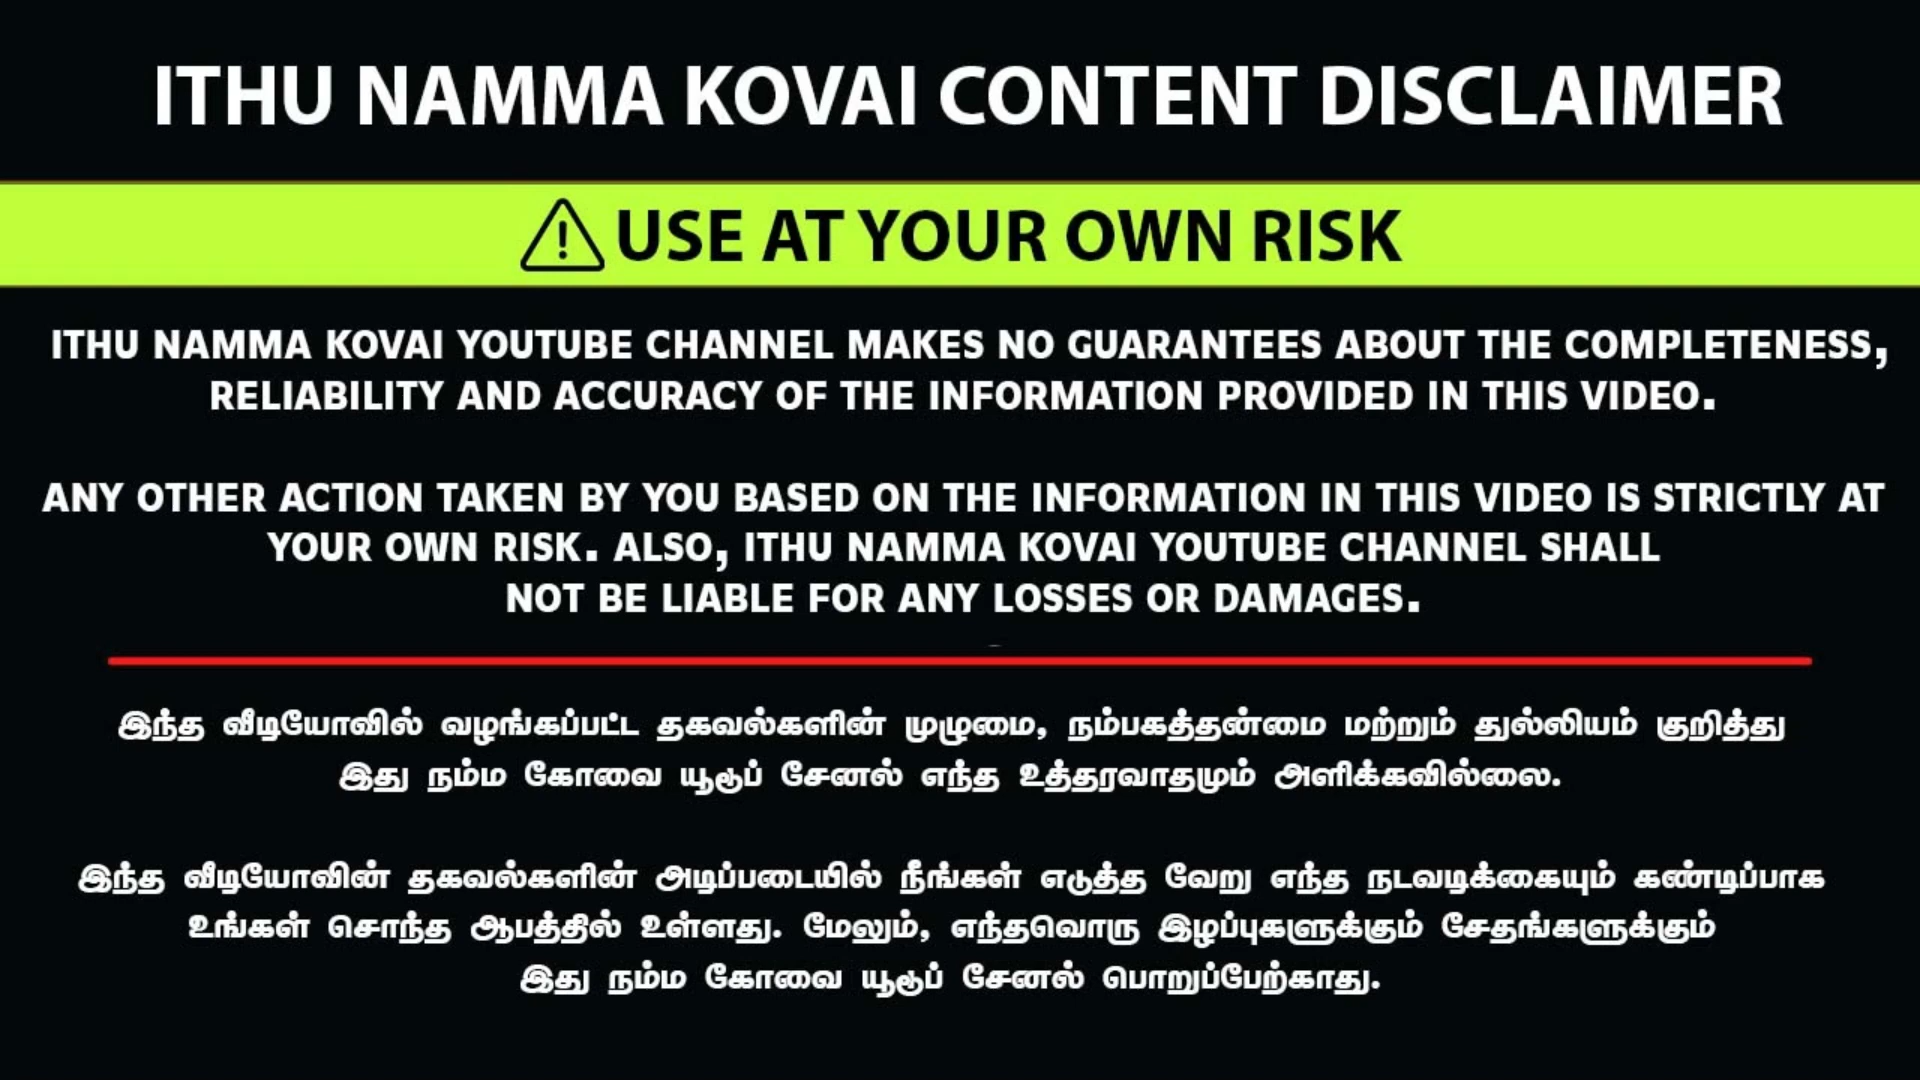 ITHU NAMMA KOVAI CONTENT DISCLAIMER
USE AT YOUR OWN RISK
ITHU NAMMA KOVAI YOUTUBE CHANNEL MAKES NO GUARANTEES ABOUT THE COMPLETENESS,
RELIABILITY AND ACCURACY OF THE INFORMATION PROVIDED IN THIS VIDEO.
ANY OTHER ACTION TAKEN BY YOU BASED ON THE INFORMATION IN THIS VIDEO IS STRICTLY AT
YOUR OWN RISK. ALSO, ITHU NAMMA KOVAI YOUTUBE CHANNEL SHALL
NOT BE LIABLE FOR ANY LOSSES OR DAMAGES.
இந்த வீடியோவில் வழங்கப்பட்ட தகவல்களின் முழுமை, நம்பகத்தன்மை மற்றும் துல்லியம் குறித்து
இது நம்ம கோவை யூடூப் சேனல் எந்த உத்தரவாதமும் அளிக்கவில்லை.
இந்த வீடியோவின் தகவல்களின் அடிப்படையில் நீங்கள் எடுத்த வேறு எந்த நடவடிக்கையும் கண்டிப்பாக
உங்கள் சொந்த ஆபத்தில் உள்ளது. மேலும், எந்தவொரு இழப்புகளுக்கும் சேதங்களுக்கும்
இது நம்ம கோவை யூடூப் சேனல் பொறுப்பேற்காது.